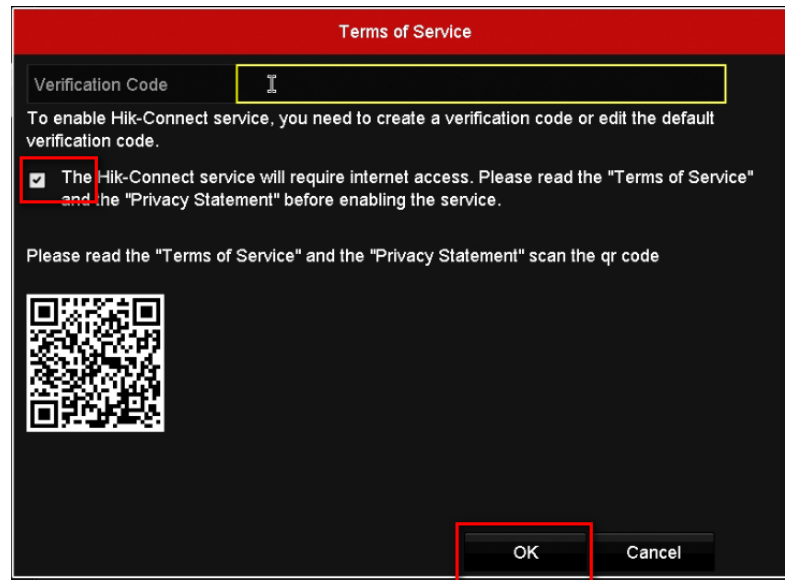 Terms of Service
Verification Code
To enable Hik-Connect service, you need to create a verification code or edit the default
verification code.
The Hik-Connect service will require internet access. Please read the "Terms of Service"
and the "Privacy Statement" before enabling the service.
Please read the "Terms of Service" and the "Privacy Statement" scan the qr code
OK
Cancel